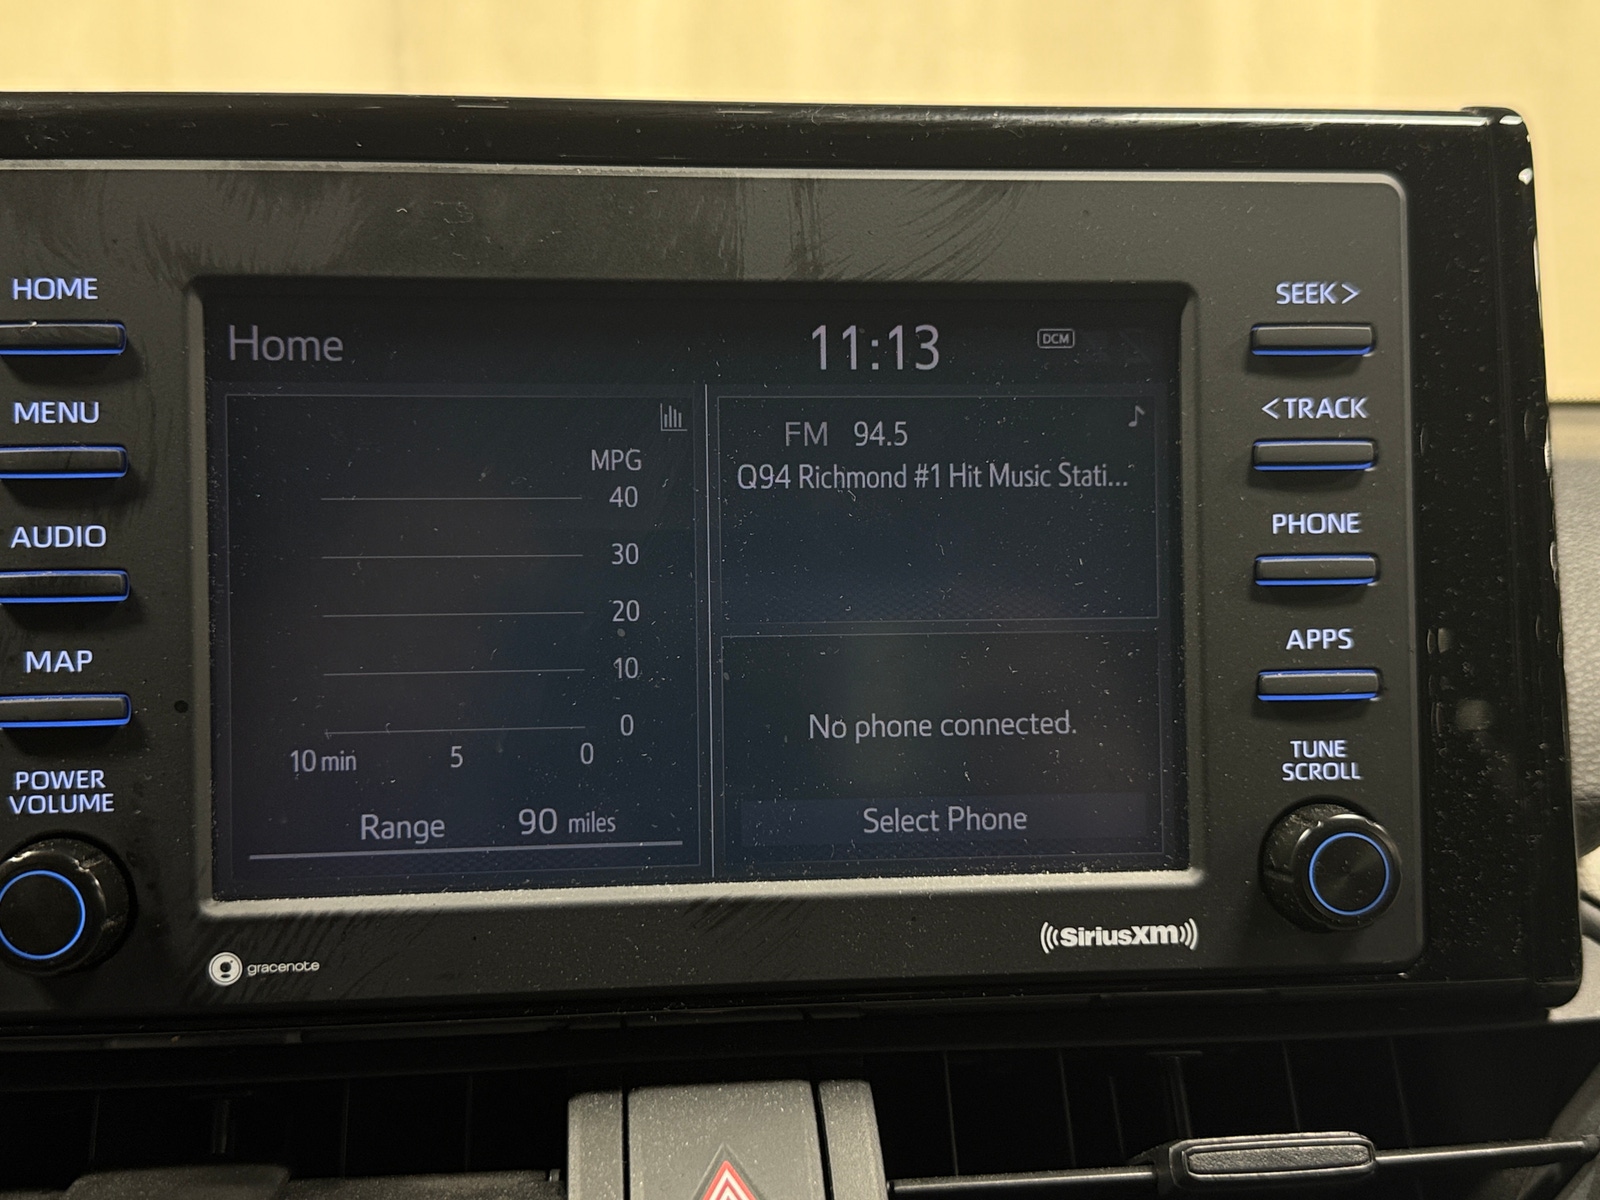 HOME
MENU
AUDIO
MAP
POWER
VOLUME
Home
11:13
DCM
MPG
40
30
20
10
0
10 min 5 0
Range 90 miles
FM 94.5
Q94 Richmond #1 Hit Music Stati...
No phone connected.
Select Phone
SEEK >
< TRACK
PHONE
APPS
TUNE
SCROLL
gracenote
((SiriusXM))